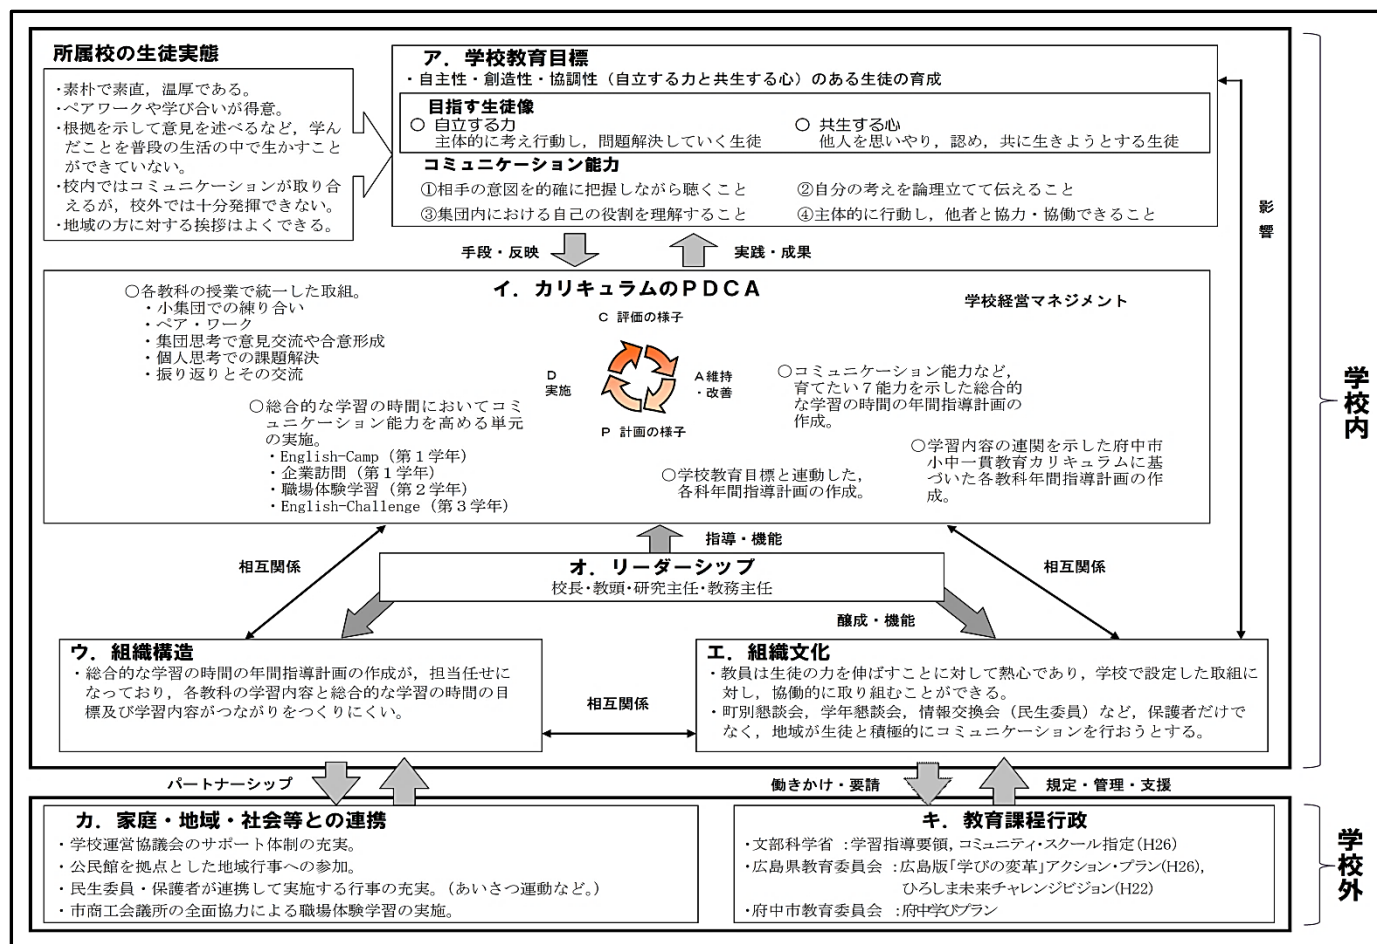 所属校の生徒実態
・素朴で素直，温厚である。
・ペアワークや学び合いが得意。
・根拠を示して意見を述べるなど，学ん
だことを普段の生活の中で生かすこと
ができていない。
・校内ではコミュニケーションが取り合
えるが，校外では十分発揮できない。
・地域の方に対する挨拶はよくできる。
ア．学校教育目標
・自主性・創造性・協調性（自立する力と共生する心）のある生徒の育成
目指す生徒像
○ 自立する力
主体的に考え行動し，問題解決していく生徒
○ 共生する心
他人を思いやり，認め，共に生きようとする生徒
コミュニケーション能力
①相手の意図を的確に把握しながら聴くこと
②自分の考えを論理立てて伝えること
③集団内における自己の役割を理解すること
④主体的に行動し，他者と協力・協働できること
影響
手段・反映
実践・成果
イ．カリキュラムのＰＤＣＡ
学校経営マネジメント
○各教科の授業で統一した取組。
・小集団での練り合い
・ペア・ワーク
・集団思考で意見交流や合意形成
・個人思考での課題解決
・振り返りとその交流
C 評価の様子
D
実施
A維持
・改善
P 計画の様子
○総合的な学習の時間においてコミ
ュニケーション能力を高める単元
の実施。
・English-Camp（第１学年）
・企業訪問（第１学年）
・職場体験学習（第２学年）
・English-Challenge（第３学年）
○コミュニケーション能力など，
育てたい７能力を示した総合的
な学習の時間の年間指導計画の
作成。
○学校教育目標と連動した，
各科年間指導計画の作成。
○学習内容の連関を示した府中市
小中一貫教育カリキュラムに基
づいた各教科年間指導計画の作
成。
指導・機能
相互関係
オ．リーダーシップ
校長・教頭・研究主任・教務主任
相互関係
醸成・機能
ウ．組織構造
・総合的な学習の時間の年間指導計画の作成が，担当任せに
なっており，各教科の学習内容と総合的な学習の時間の目
標及び学習内容がつながりをつくりにくい。
相互関係
エ．組織文化
・教員は生徒の力を伸ばすことに対して熱心であり，学校で設定した取組に
対し，協働的に取り組むことができる。
・町別懇談会，学年懇談会，情報交換会（民生委員）など，保護者だけで
なく，地域が生徒と積極的にコミュニケーションを行おうとする。
学校内
パートナーシップ
働きかけ・要請
規定・管理・支援
カ．家庭・地域・社会等との連携
・学校運営協議会のサポート体制の充実。
・公民館を拠点とした地域行事への参加。
・民生委員・保護者が連携して実施する行事の充実。（あいさつ運動など。）
・市商工会議所の全面協力による職場体験学習の実施。
キ．教育課程行政
・文部科学省 ：学習指導要領，コミュニティ・スクール指定(H26)
・広島県教育委員会 ：広島版「学びの変革」アクション・プラン(H26)，
ひろしま未来チャレンジビジョン(H22)
・府中市教育委員会 ：府中学びプラン
学校外